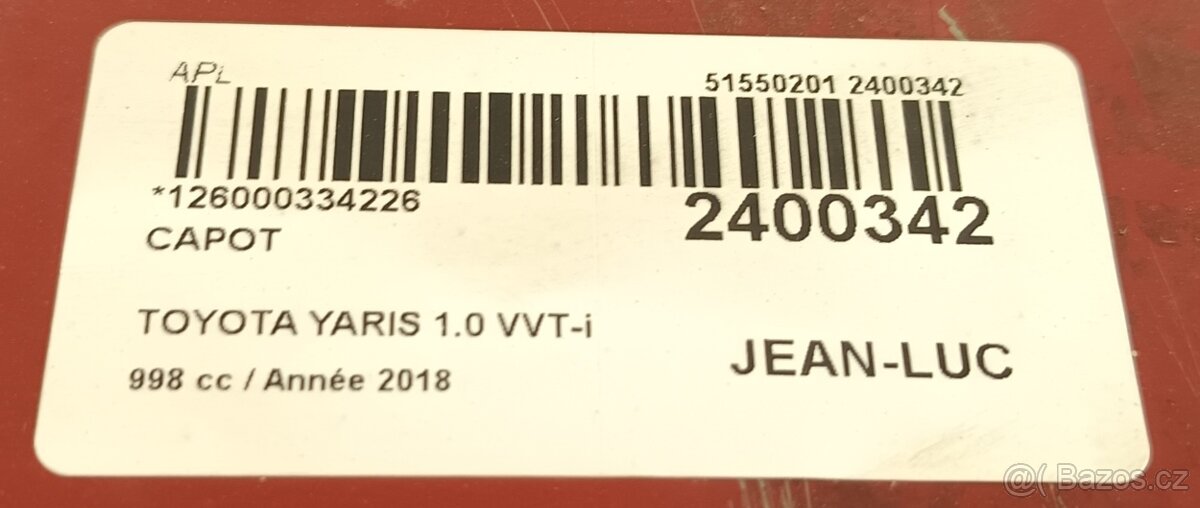 APL
51550201 2400342
*126000334226
2400342
CAPOT
TOYOTA YARIS 1.0 VVT-i
JEAN-LUC
998 cc / Année 2018
@( Bazos.cz